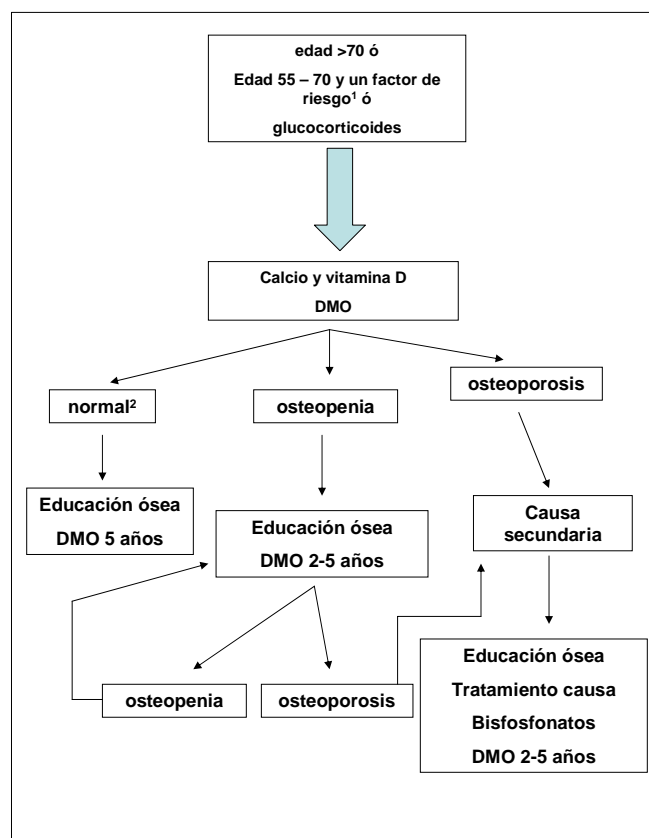 edad >70 ó
Edad 55 – 70 y un factor de
riesgo¹ ó
glucocorticoides
Calcio y vitamina D
DMO
normal²
osteopenia
osteoporosis
Educación ósea
DMO 5 años
Educación ósea
DMO 2-5 años
Causa
secundaria
osteopenia
osteoporosis
Educación ósea
Tratamiento causa
Bisfosfonatos
DMO 2-5 años